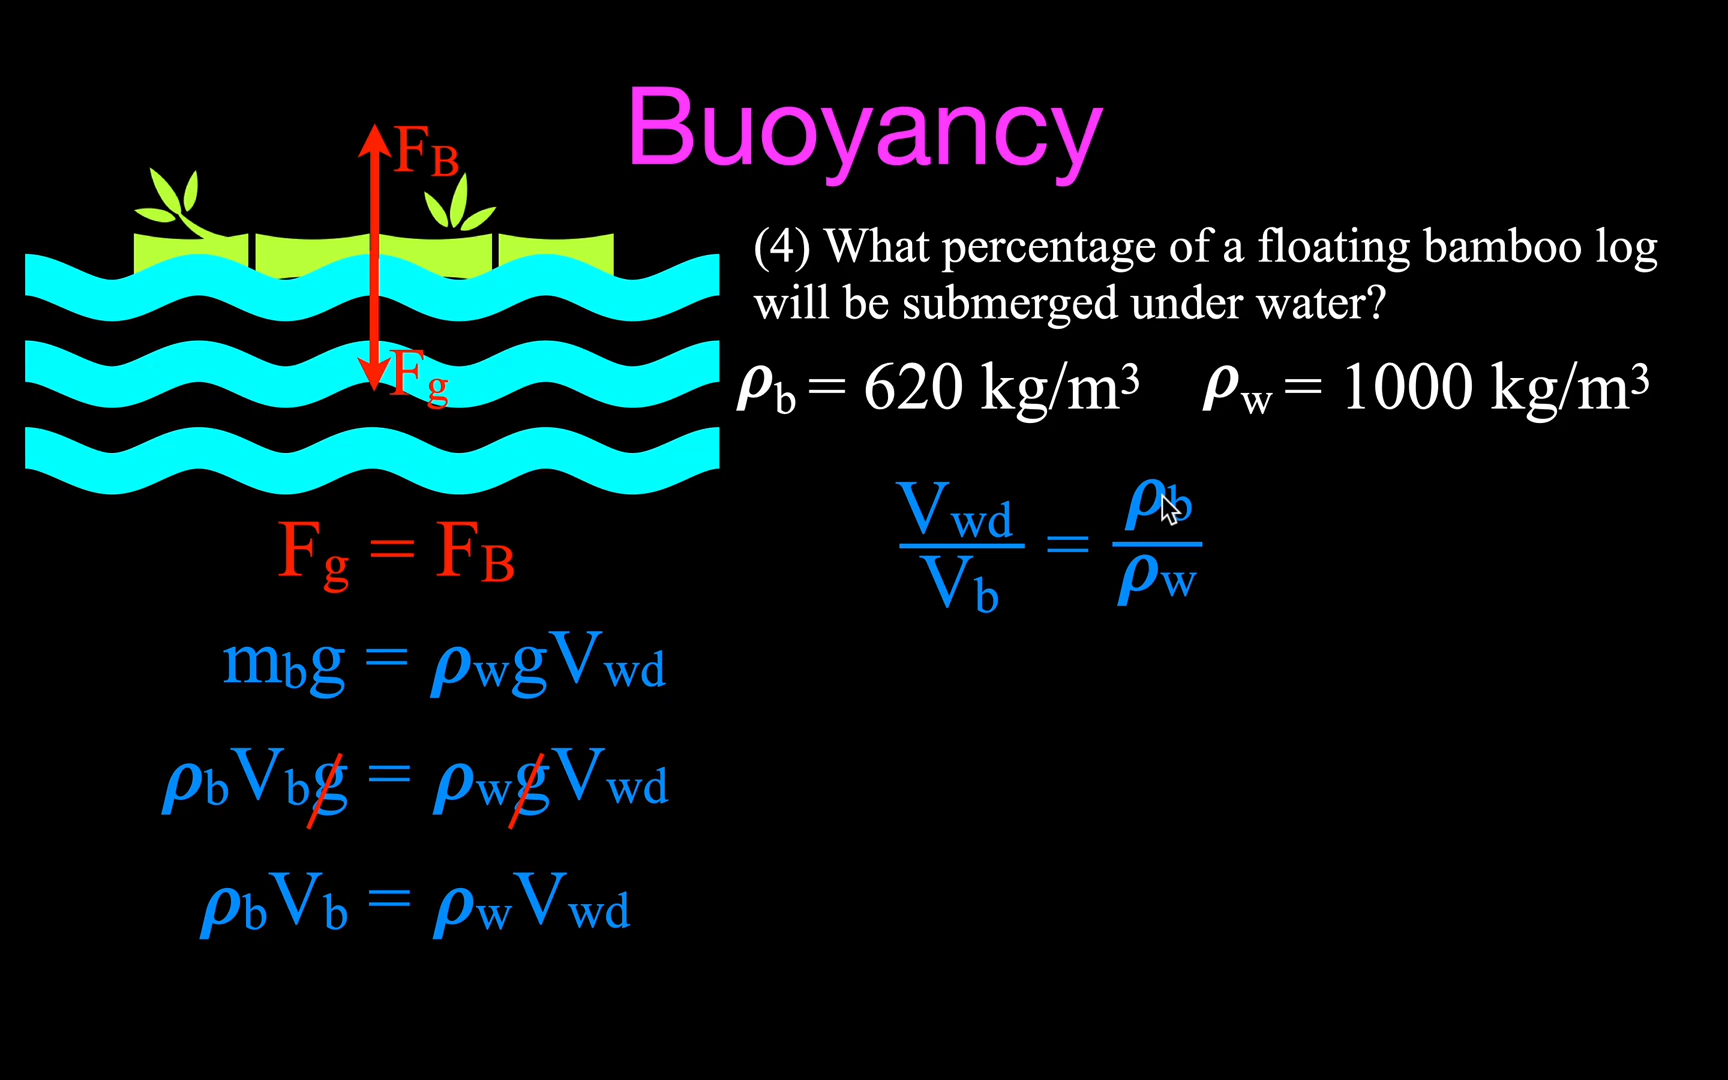 Buoyancy
F_B
F_g
(4) What percentage of a floating bamboo log
will be submerged under water?
ρ_b = 620 kg/m³ ρ_w = 1000 kg/m³
V_wd / V_b = ρ_b / ρ_w
F_g = F_B
m_b g = ρ_w g V_wd
ρ_b V_b g = ρ_w g V_wd
ρ_b V_b = ρ_w V_wd